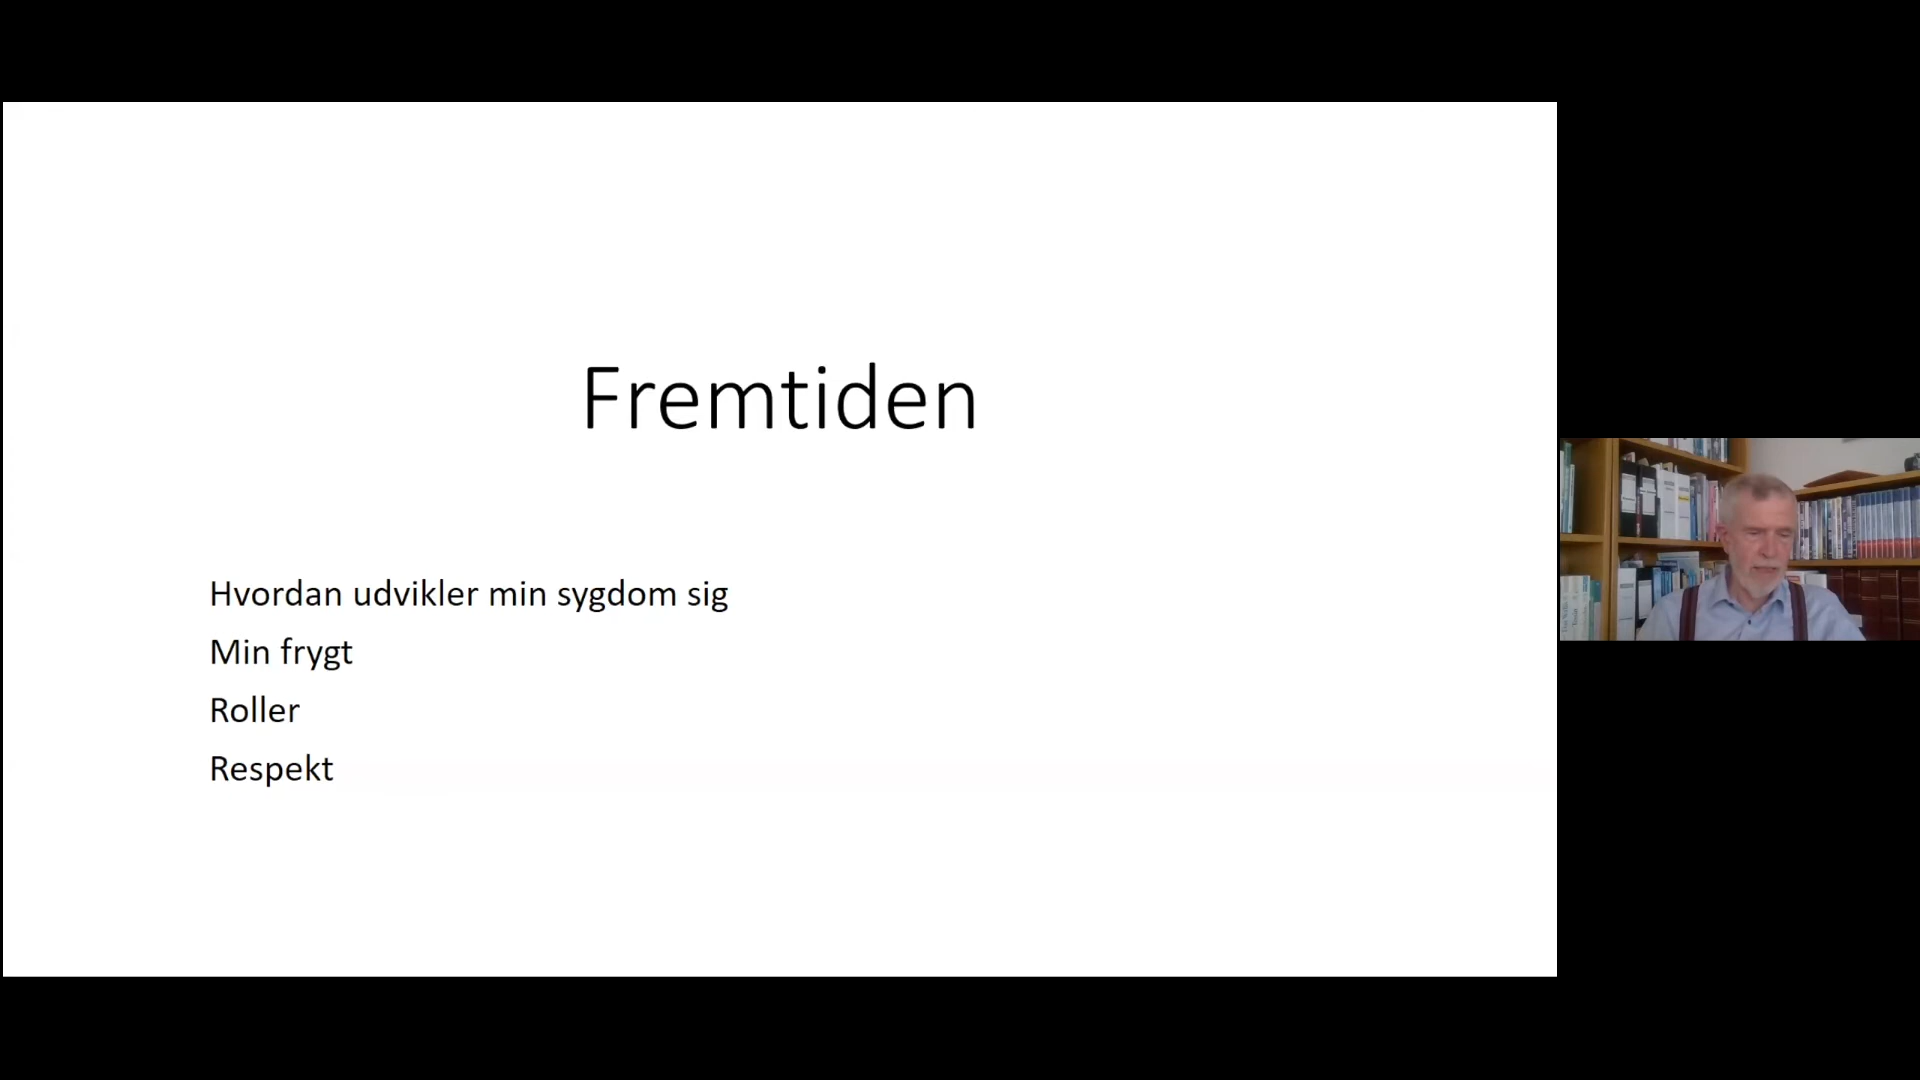 Fremtiden
Hvordan udvikler min sygdom sig
Min frygt
Roller
Respekt